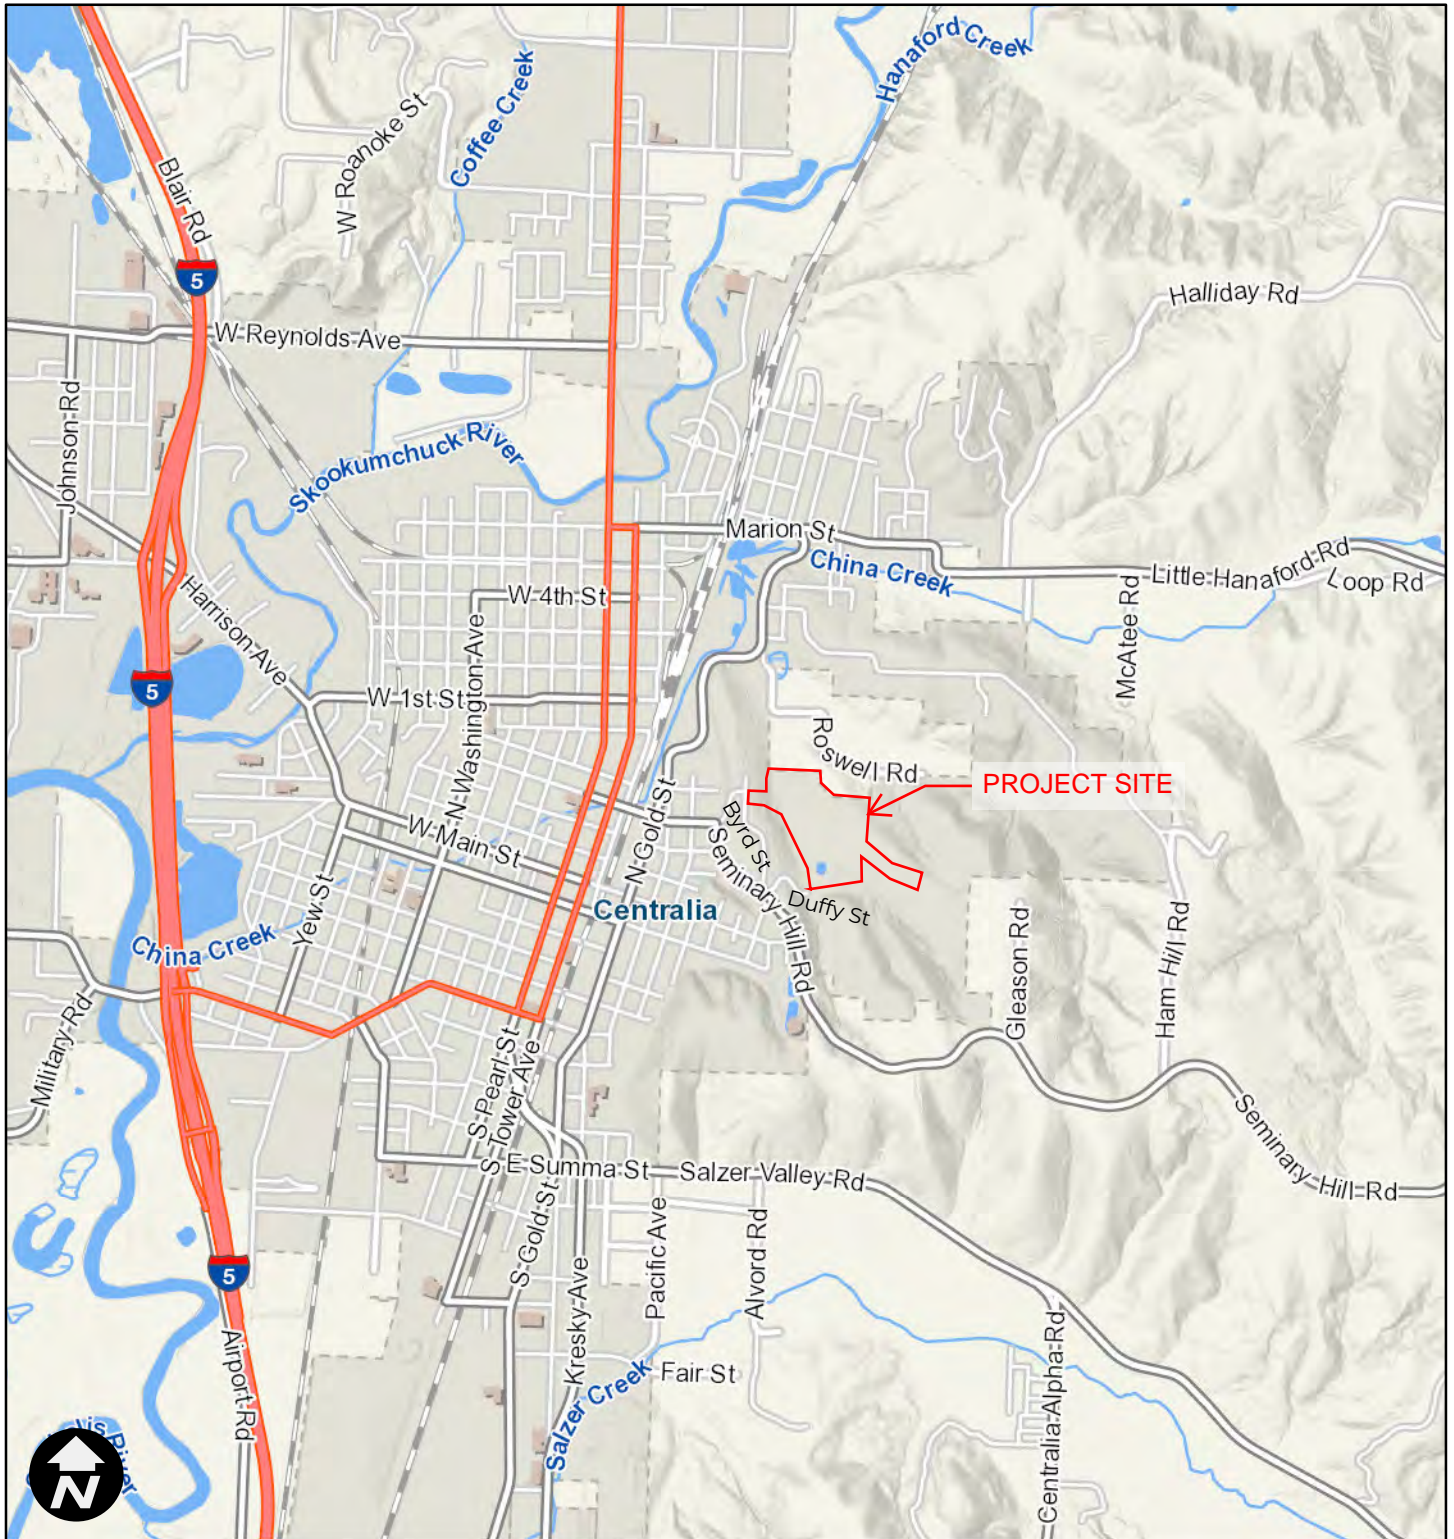 Hanaford Creek
Coffee Creek
W Roanoke St
Blair Rd
5
Halliday Rd
W Reynolds Ave
Johnson Rd
Skookumchuck River
Marion St
China Creek
Little Hanaford Rd
Loop Rd
W 4th St
Harrison Ave
McAtee Rd
N Washington Ave
5
W 1st St
Roswell Rd
PROJECT SITE
N Gold St
Byrd St
W Main St
Seminary Hill Rd
Duffy St
Yew St
Centralia
China Creek
Gleason Rd
Ham Hill Rd
Military Rd
S Pearl St
S Tower Ave
Seminary Hill Rd
E Summa St
Salzer Valley Rd
S Gold St
Pacific Ave
Alvord Rd
5
Kresky Ave
Airport Rd
Centralia Alpha Rd
Fair St
Salzer Creek
River
N